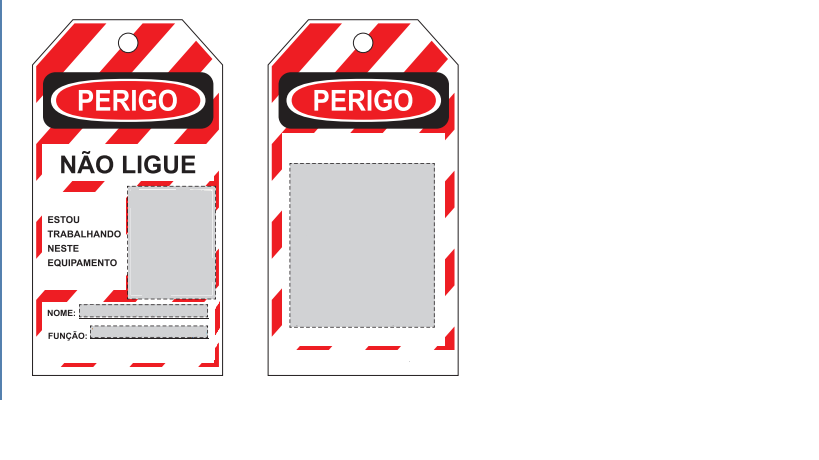 PERIGO
NÃO LIGUE
ESTOU
TRABALHANDO
NESTE
EQUIPAMENTO
NOME:
FUNÇÃO:
PERIGO